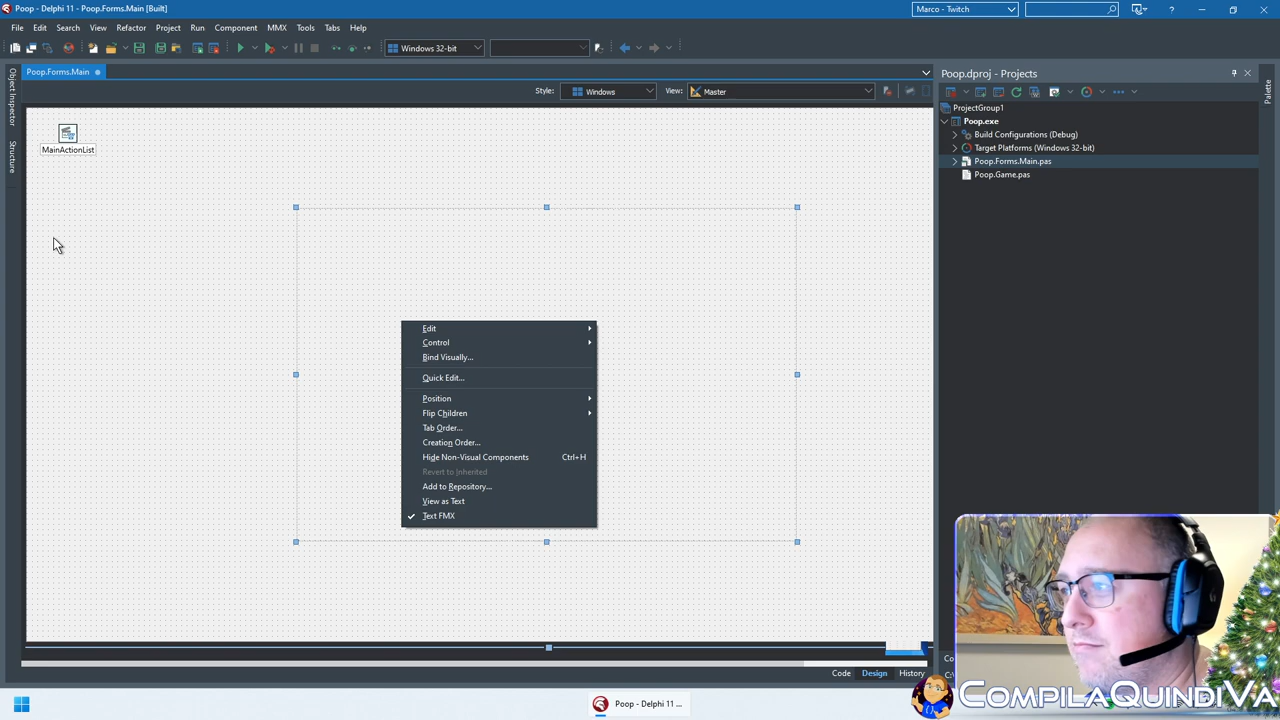 Poop - Delphi 11 - Poop.Forms.Main [Built]
Marco - Twitch
File Edit Search View Refactor Project Run Component MMX Tools Tabs Help
Windows 32-bit
Poop.Forms.Main
Poop.dproj - Projects
Object Inspector
Structure
Palette
Style: Windows View: Master
ProjectGroup1
Poop.exe
Build Configurations (Debug)
Target Platforms (Windows 32-bit)
Poop.Forms.Main.pas
Poop.Game.pas
MainActionList
Edit
Control
Bind Visually...
Quick Edit...
Position
Flip Children
Tab Order...
Creation Order...
Hide Non-Visual Components Ctrl+H
Revert to Inherited
Add to Repository...
View as Text
Text FMX
Code Design History
Poop - Delphi 11 ...
CompilaQuindiVa